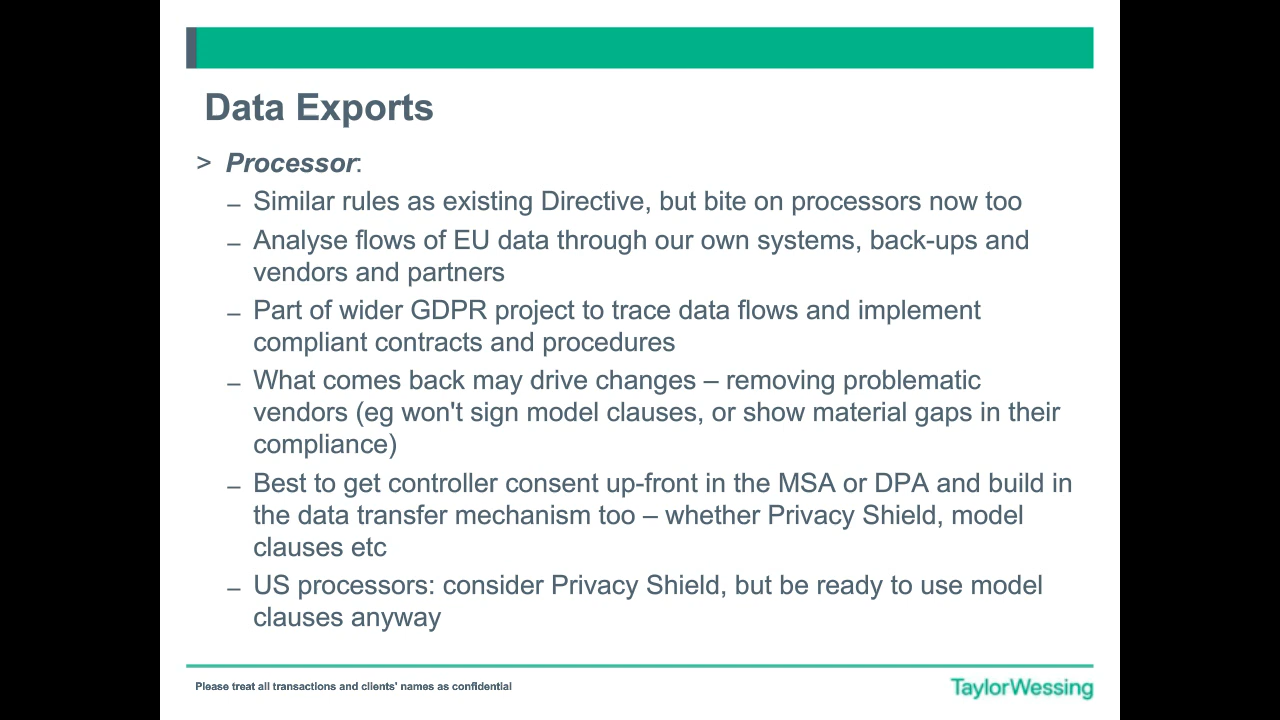 Data Exports
> Processor:
– Similar rules as existing Directive, but bite on processors now too
– Analyse flows of EU data through our own systems, back-ups and
vendors and partners
– Part of wider GDPR project to trace data flows and implement
compliant contracts and procedures
– What comes back may drive changes – removing problematic
vendors (eg won't sign model clauses, or show material gaps in their
compliance)
– Best to get controller consent up-front in the MSA or DPA and build in
the data transfer mechanism too – whether Privacy Shield, model
clauses etc
– US processors: consider Privacy Shield, but be ready to use model
clauses anyway
Please treat all transactions and clients' names as confidential
TaylorWessing